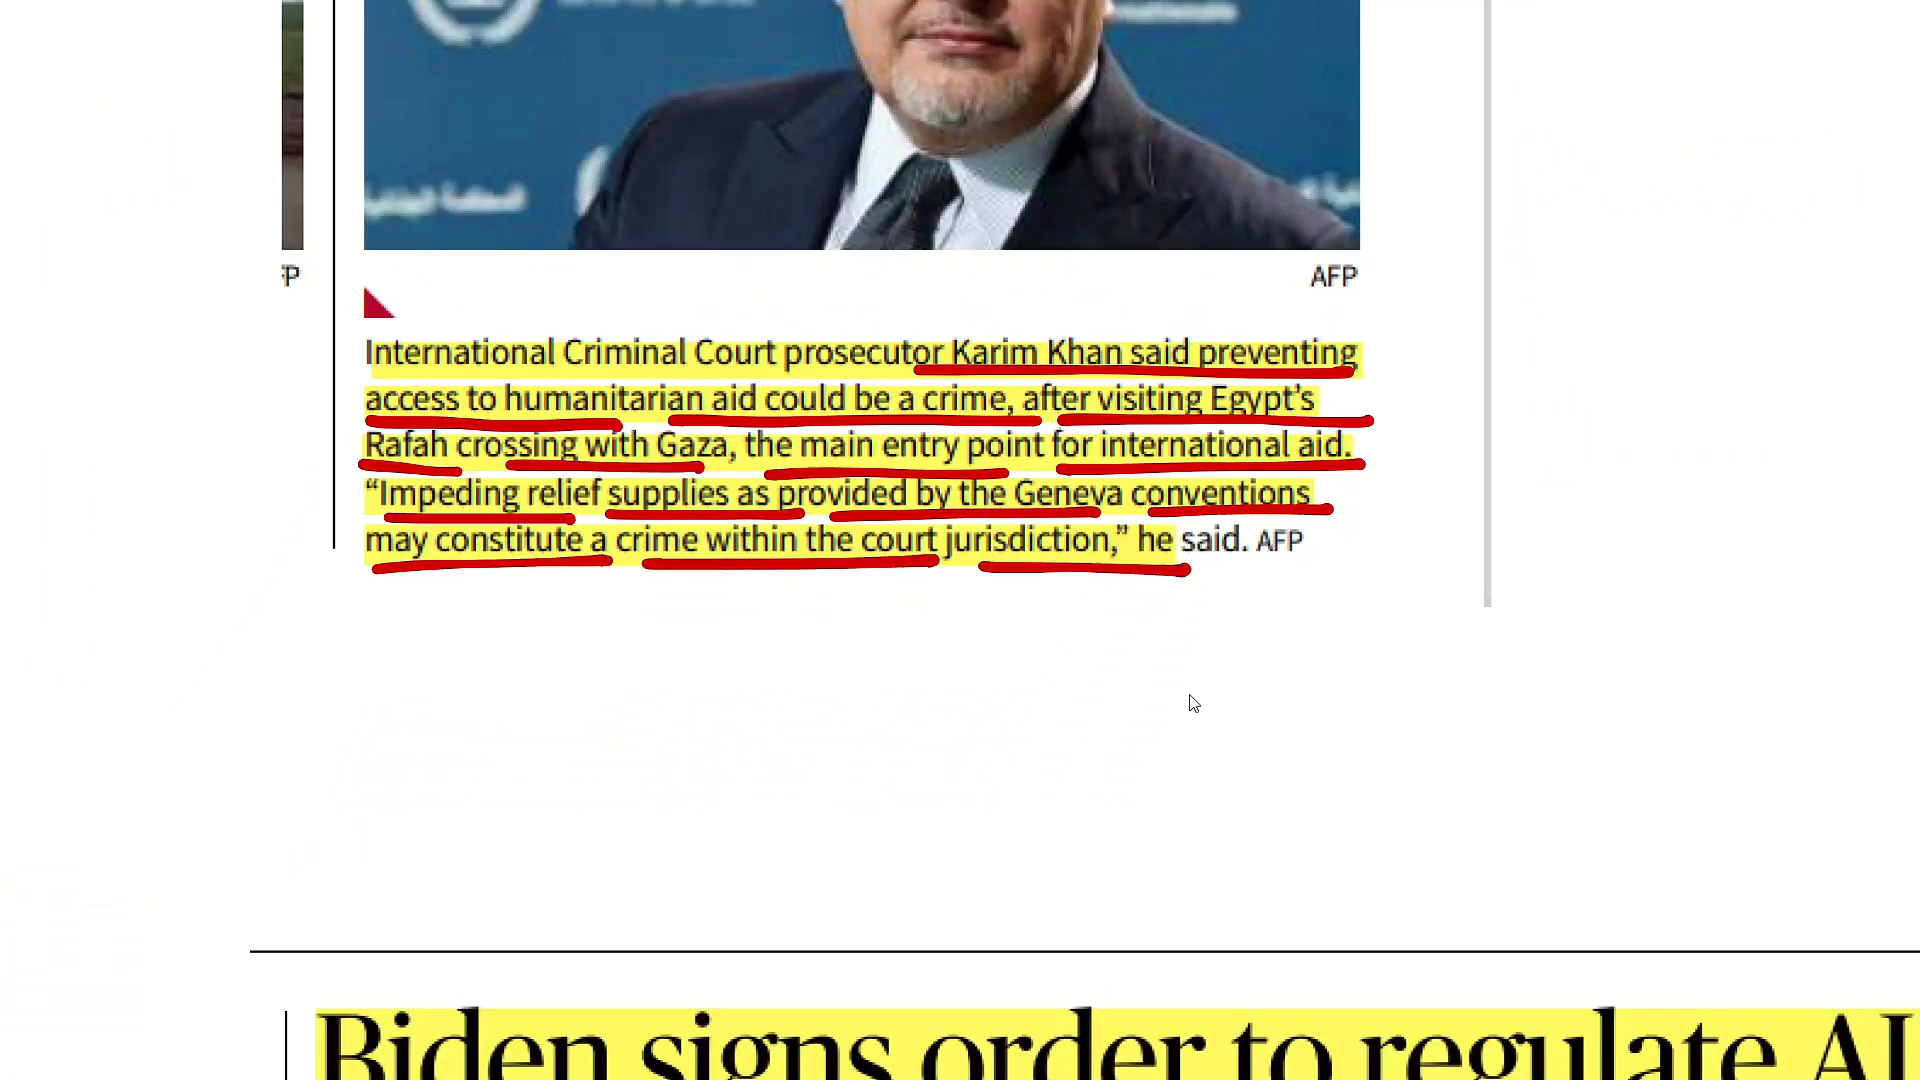 FP
AFP
International Criminal Court prosecutor Karim Khan said preventing
access to humanitarian aid could be a crime, after visiting Egypt’s
Rafah crossing with Gaza, the main entry point for international aid.
“Impeding relief supplies as provided by the Geneva conventions
may constitute a crime within the court jurisdiction,” he said. AFP
Biden signs order to regulate AI